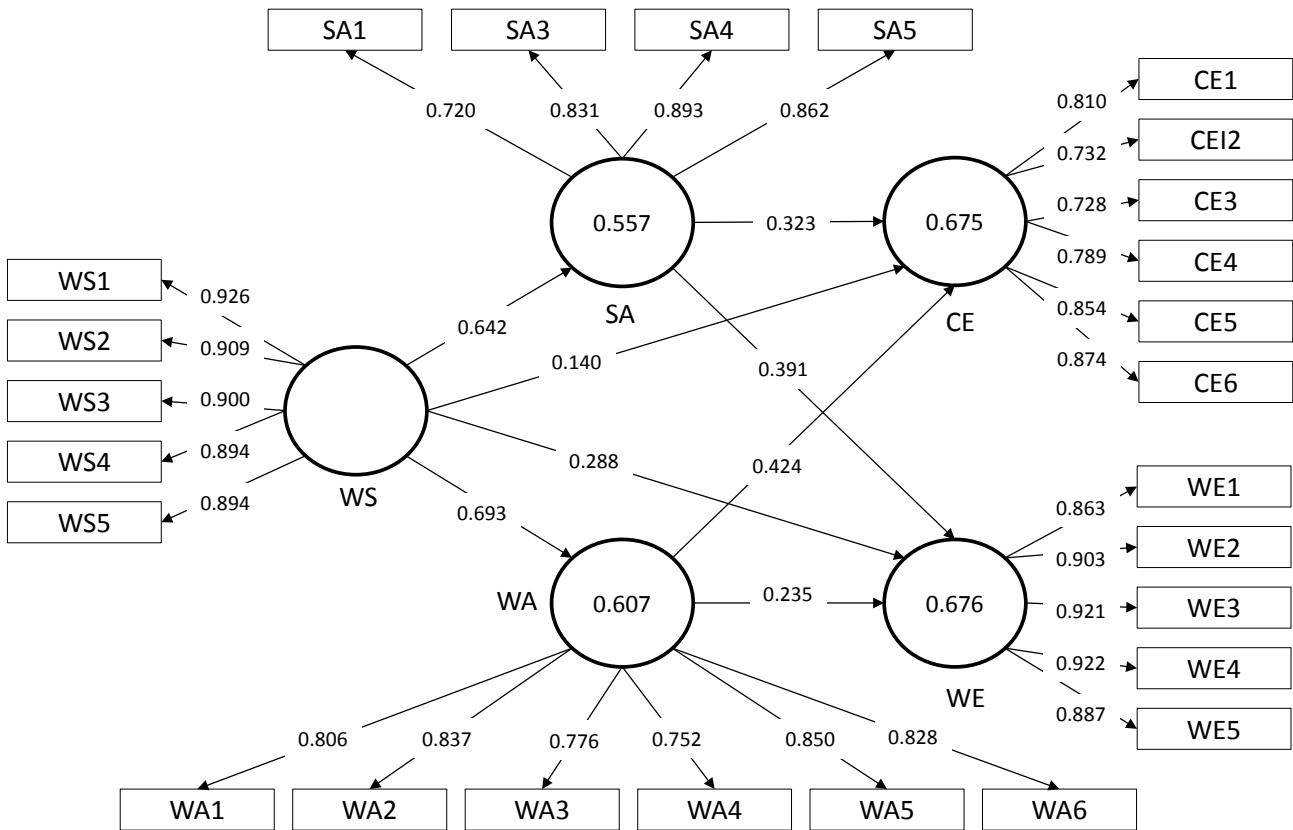 SA1 SA3 SA4 SA5
CE1
0.810
0.720 0.831 0.893 0.862
CEI2
0.732
CE3
0.728
0.557 0.323 0.675
0.789 CE4
WS1
0.926
SA CE
0.854 CE5
0.642
WS2
0.909
0.140 0.391
0.874 CE6
WS3 0.900
WS4 0.894
0.288 0.424
WS
WE1
0.863
WS5 0.894
0.693
0.903 WE2
WA 0.607 0.235 0.676
0.921 WE3
0.922 WE4
WE
0.887 WE5
0.806 0.837 0.776 0.752 0.850 0.828
WA1 WA2 WA3 WA4 WA5 WA6